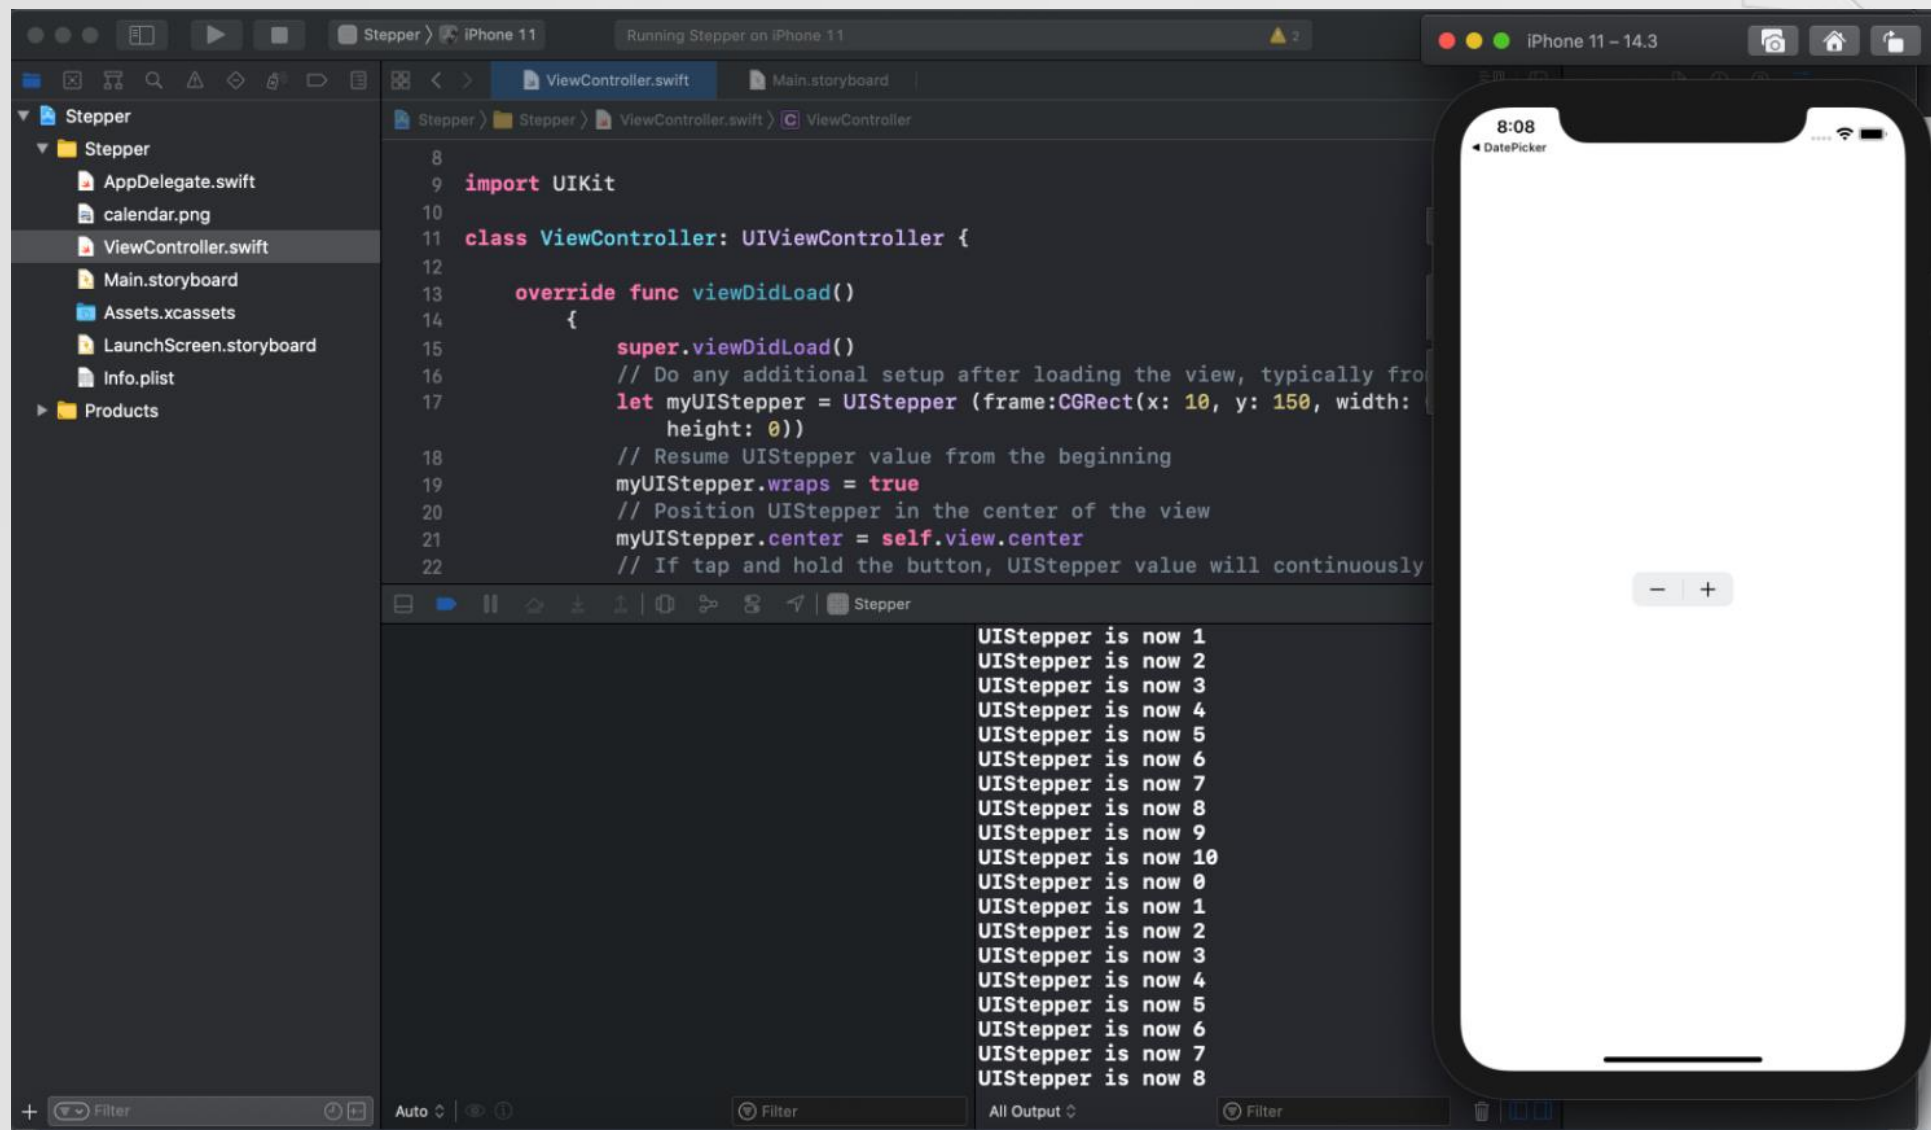 Stepper 〉 iPhone 11
Running Stepper on iPhone 11
2
iPhone 11 – 14.3
ViewController.swift
Main.storyboard
Stepper
Stepper
AppDelegate.swift
calendar.png
ViewController.swift
Main.storyboard
Assets.xcassets
LaunchScreen.storyboard
Info.plist
Products
Stepper 〉 Stepper 〉 ViewController.swift 〉 C ViewController
8
9 import UIKit
10
11 class ViewController: UIViewController {
12
13 override func viewDidLoad()
14 {
15 super.viewDidLoad()
16 // Do any additional setup after loading the view, typically
17 let myUIStepper = UIStepper (frame:CGRect(x: 10, y: 150, width:
height: 0))
18 // Resume UIStepper value from the beginning
19 myUIStepper.wraps = true
20 // Position UIStepper in the center of the view
21 myUIStepper.center = self.view.center
22 // If tap and hold the button, UIStepper value will continuously
Stepper
UIStepper is now 1
UIStepper is now 2
UIStepper is now 3
UIStepper is now 4
UIStepper is now 5
UIStepper is now 6
UIStepper is now 7
UIStepper is now 8
UIStepper is now 9
UIStepper is now 10
UIStepper is now 0
UIStepper is now 1
UIStepper is now 2
UIStepper is now 3
UIStepper is now 4
UIStepper is now 5
UIStepper is now 6
UIStepper is now 7
UIStepper is now 8
8:08
DatePicker
− +
+ Filter
Auto
Filter
All Output
Filter